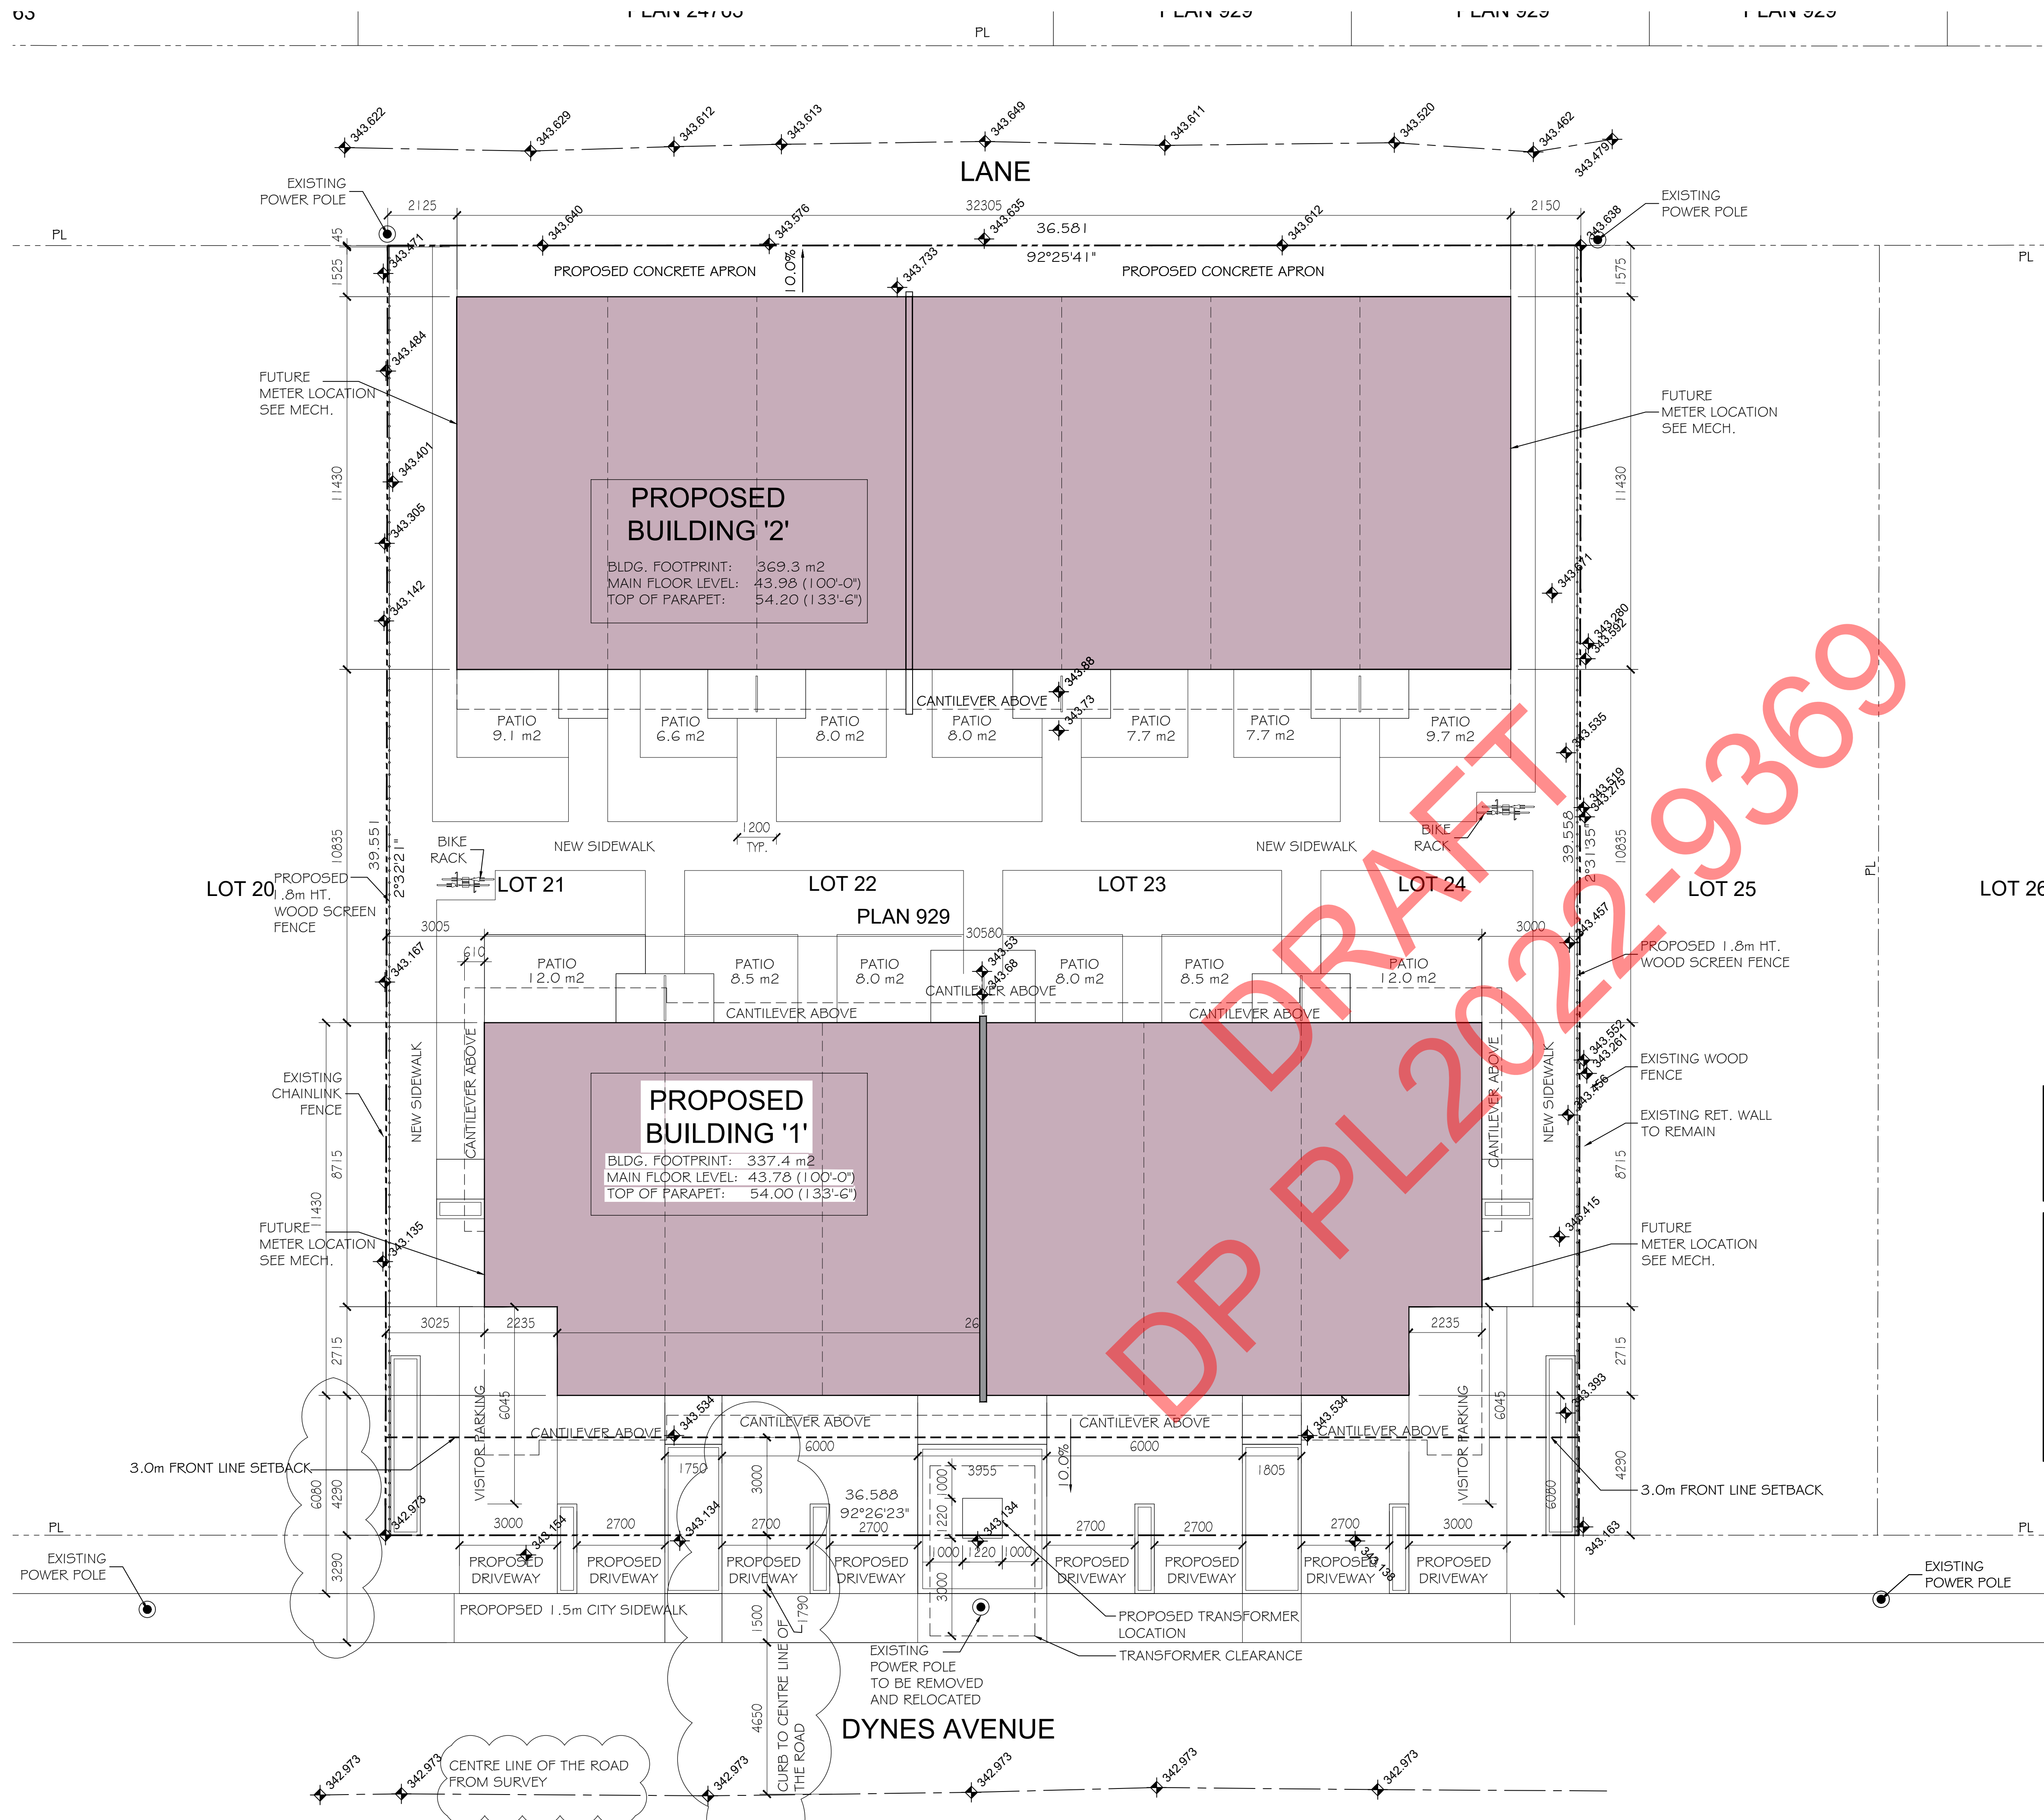 63
PLAN 24763
PLAN 929
PLAN 929
PLAN 929
PL
343.622
343.629
343.612
343.613
343.649
343.611
343.520
343.462
343.479
LANE
EXISTING
POWER POLE
EXISTING
POWER POLE
2125
32305
2150
343.640
343.576
343.635
343.612
343.638
36.581
92°25'41"
PL
PL
45
1525
1575
343.471
PROPOSED CONCRETE APRON
10.0%
343.733
PROPOSED CONCRETE APRON
343.484
FUTURE
METER LOCATION
SEE MECH.
FUTURE
METER LOCATION
SEE MECH.
343.401
11430
11430
343.305
343.142
PROPOSED
BUILDING '2'
BLDG. FOOTPRINT: 369.3 m2
MAIN FLOOR LEVEL: 43.98 (100'-0")
TOP OF PARAPET: 54.20 (133'-6")
343.671
343.280
343.592
343.88
CANTILEVER ABOVE
343.73
PATIO
9.1 m2
PATIO
6.6 m2
PATIO
8.0 m2
PATIO
8.0 m2
PATIO
7.7 m2
PATIO
7.7 m2
PATIO
9.7 m2
343.535
343.519
343.275
39.551
2°32'21"
39.558
2°31'35"
10835
10835
BIKE
RACK
NEW SIDEWALK
1200
TYP.
NEW SIDEWALK
BIKE
RACK
PL
LOT 20
LOT 21
LOT 22
LOT 23
LOT 24
LOT 25
LOT 26
PLAN 929
PROPOSED
1.8m HT.
WOOD SCREEN
FENCE
3005
30580
3000
343.457
PROPOSED 1.8m HT.
WOOD SCREEN FENCE
610
343.167
343.53
343.68
PATIO
12.0 m2
PATIO
8.5 m2
PATIO
8.0 m2
PATIO
8.0 m2
PATIO
8.5 m2
PATIO
12.0 m2
CANTILEVER ABOVE
CANTILEVER ABOVE
CANTILEVER ABOVE
343.552
343.261
343.456
EXISTING
CHAINLINK
FENCE
NEW SIDEWALK
CANTILEVER ABOVE
CANTILEVER ABOVE
NEW SIDEWALK
EXISTING WOOD
FENCE
EXISTING RET. WALL
TO REMAIN
PROPOSED
BUILDING '1'
BLDG. FOOTPRINT: 337.4 m2
MAIN FLOOR LEVEL: 43.78 (100'-0")
TOP OF PARAPET: 54.00 (133'-6")
8715
11430
8715
FUTURE
METER LOCATION
SEE MECH.
343.135
346.415
FUTURE
METER LOCATION
SEE MECH.
3025
2235
26
2235
2715
2715
VISITOR PARKING
6045
VISITOR PARKING
6045
343.393
343.534
343.534
CANTILEVER ABOVE
CANTILEVER ABOVE
CANTILEVER ABOVE
CANTILEVER ABOVE
3.0m FRONT LINE SETBACK
3.0m FRONT LINE SETBACK
6000
6000
1750
3955
1805
10.0%
3000
1000
1220
6080
4290
6080
4290
36.588
92°26'23"
PL
PL
342.973
3000
343.154
2700
343.134
2700
2700
343.134
2700
2700
2700
343.138
3000
343.163
1000
1220
1000
3290
3000
PROPOSED
DRIVEWAY
PROPOSED
DRIVEWAY
PROPOSED
DRIVEWAY
PROPOSED
DRIVEWAY
PROPOSED
DRIVEWAY
PROPOSED
DRIVEWAY
PROPOSED
DRIVEWAY
PROPOSED
DRIVEWAY
EXISTING
POWER POLE
EXISTING
POWER POLE
PROPOPSED 1.5m CITY SIDEWALK
1500
1790
PROPOSED TRANSFORMER
LOCATION
TRANSFORMER CLEARANCE
EXISTING
POWER POLE
TO BE REMOVED
AND RELOCATED
4650
CURB TO CENTRE LINE OF
THE ROAD
DYNES AVENUE
CENTRE LINE OF THE ROAD
FROM SURVEY
342.973
342.973
342.973
342.973
342.973
342.973
DRAFT
DP PL2022-9369